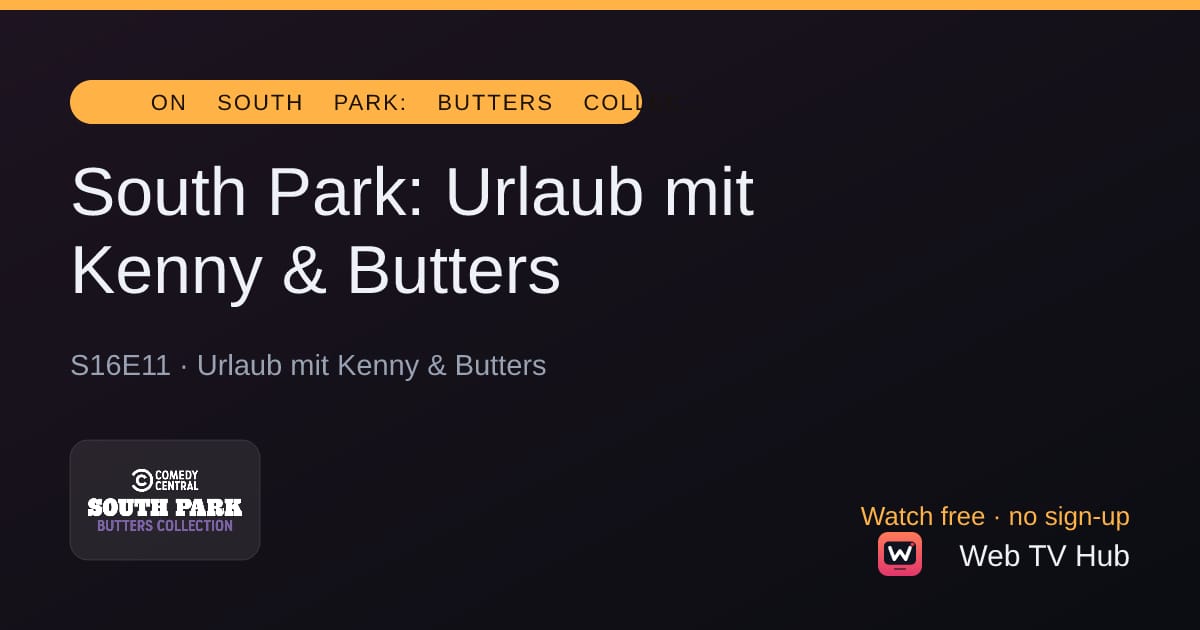 ON SOUTH PARK: BUTTERS
South Park: Urlaub mit
Kenny & Butters
S16E11 · Urlaub mit Kenny & Butters
COMEDY
CENTRAL
SOUTH PARK
BUTTERS COLLECTION
Watch free · no sign-up
Web TV Hub